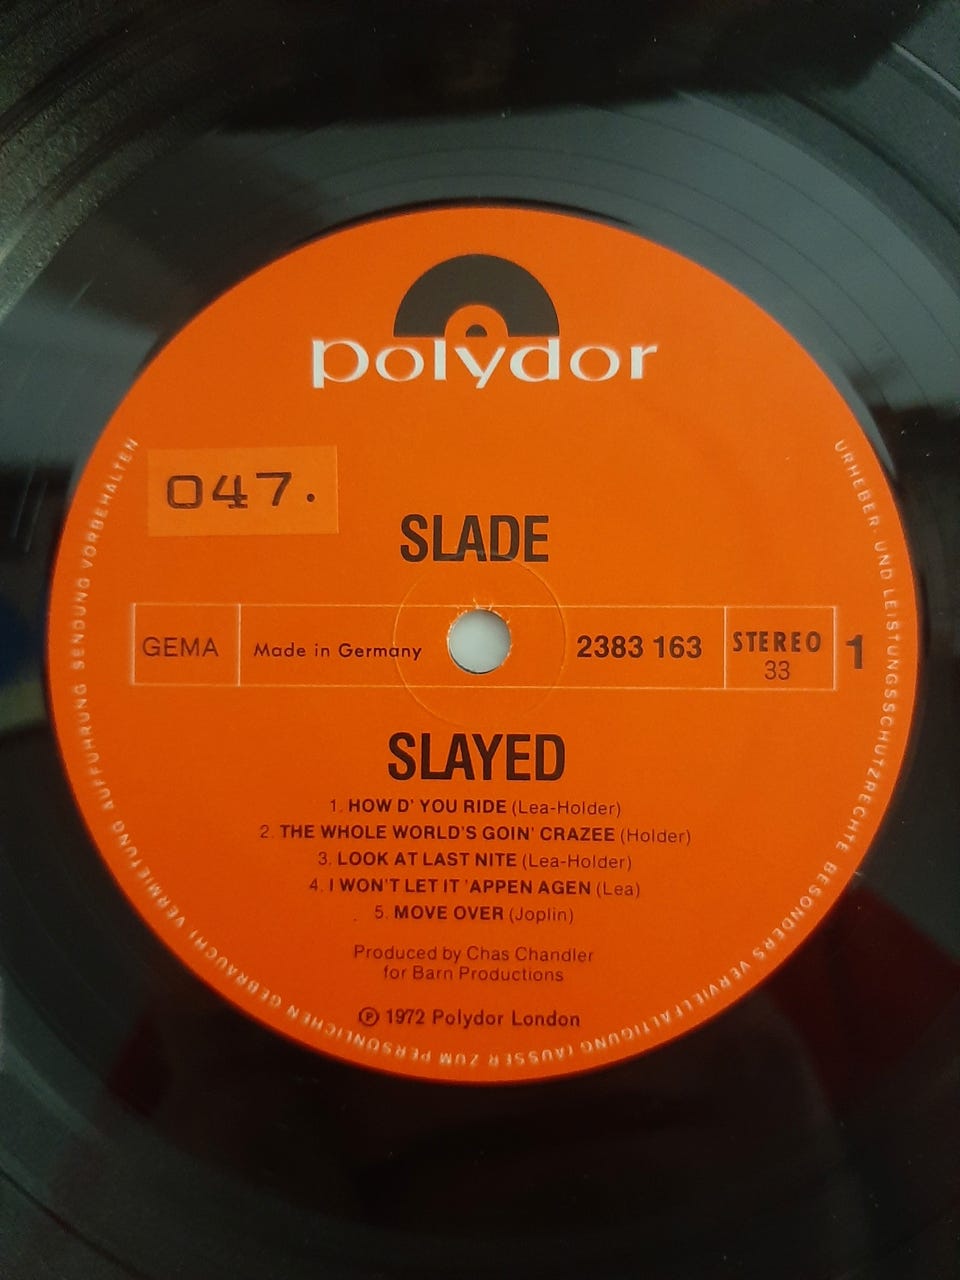 polydor
047.
SLADE
GEMA
Made in Germany
2383 163
STEREO
33
1
SLAYED
1. HOW D' YOU RIDE (Lea-Holder)
2. THE WHOLE WORLD'S GOIN' CRAZEE (Holder)
3. LOOK AT LAST NITE (Lea-Holder)
4. I WON'T LET IT 'APPEN AGEN (Lea)
5. MOVE OVER (Joplin)
Produced by Chas Chandler
for Barn Productions
℗ 1972 Polydor London
URHEBER- UND LEISTUNGSSCHUTZRECHTE BESONDERS VERVIELFÄLTIGUNG (AUSSER ZUM PERSÖNLICHEN GEBRAUCH) VERMIETUNG AUFFÜHRUNG SENDUNG VORBEHALTEN